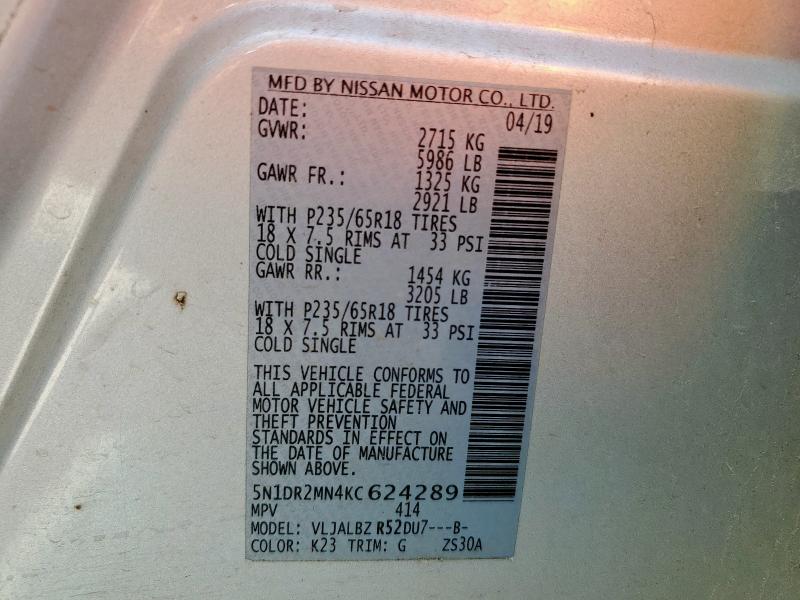 MFD BY NISSAN MOTOR CO., LTD.
DATE: 04/19
GVWR: 2715 KG
5986 LB
GAWR FR.: 1325 KG
2921 LB
WITH P235/65R18 TIRES
18 X 7.5 RIMS AT 33 PSI
COLD SINGLE
GAWR RR.: 1454 KG
3205 LB
WITH P235/65R18 TIRES
18 X 7.5 RIMS AT 33 PSI
COLD SINGLE
THIS VEHICLE CONFORMS TO
ALL APPLICABLE FEDERAL
MOTOR VEHICLE SAFETY AND
THEFT PREVENTION
STANDARDS IN EFFECT ON
THE DATE OF MANUFACTURE
SHOWN ABOVE.
5N1DR2MN4KC624289
MPV 414
MODEL: VLJALBZ R52DU7---B-
COLOR: K23 TRIM: G ZS30A